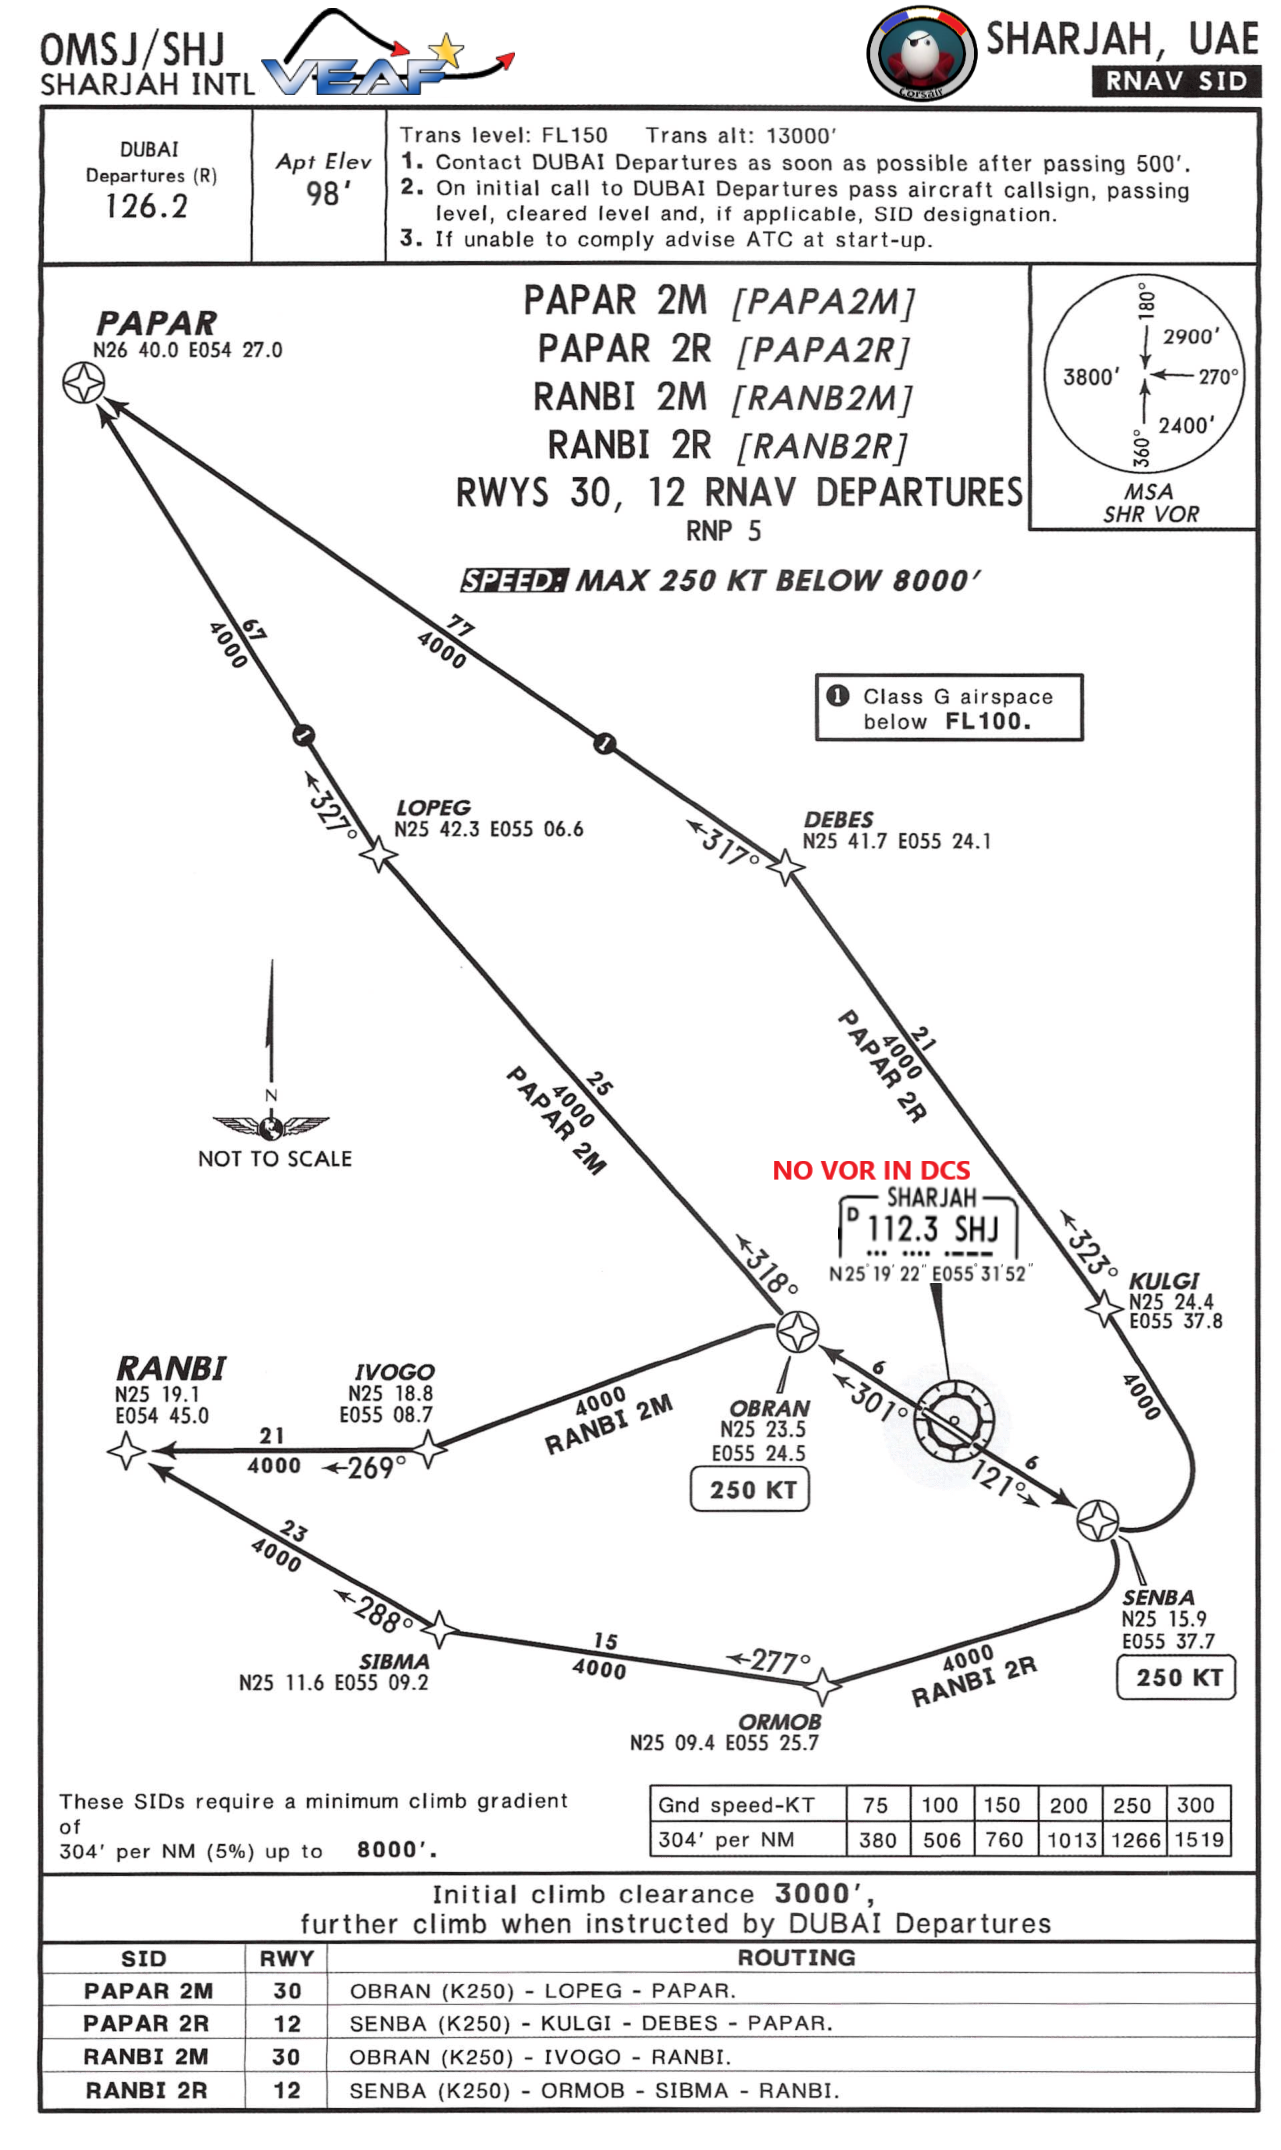 OMSJ/SHJ
SHARJAH INTL
VEAF
Corsair
SHARJAH, UAE
RNAV SID
DUBAI
Departures (R)
126.2
Apt Elev
98'
Trans level: FL150 Trans alt: 13000'
1. Contact DUBAI Departures as soon as possible after passing 500'.
2. On initial call to DUBAI Departures pass aircraft callsign, passing
level, cleared level and, if applicable, SID designation.
3. If unable to comply advise ATC at start-up.
PAPAR 2M [PAPA2M]
PAPAR 2R [PAPA2R]
RANBI 2M [RANB2M]
RANBI 2R [RANB2R]
RWYS 30, 12 RNAV DEPARTURES
RNP 5
SPEED: MAX 250 KT BELOW 8000'
180°
2900'
3800'
270°
2400'
360°
MSA
SHR VOR
PAPAR
N26 40.0 E054 27.0
67
4000
77
4000
1 Class G airspace
below FL100.
1
1
327°
LOPEG
N25 42.3 E055 06.6
317°
DEBES
N25 41.7 E055 24.1
N
NOT TO SCALE
25
4000
PAPAR 2M
21
4000
PAPAR 2R
NO VOR IN DCS
SHARJAH
D 112.3 SHJ
N25°19'22" E055°31'52"
318°
323°
KULGI
N25 24.4
E055 37.8
4000
RANBI
N25 19.1
E054 45.0
IVOGO
N25 18.8
E055 08.7
21
4000
269°
4000
RANBI 2M
OBRAN
N25 23.5
E055 24.5
250 KT
6
301°
6
121°
23
4000
288°
SIBMA
N25 11.6 E055 09.2
15
4000
277°
ORMOB
N25 09.4 E055 25.7
4000
RANBI 2R
SENBA
N25 15.9
E055 37.7
250 KT
These SIDs require a minimum climb gradient
of
304' per NM (5%) up to 8000'.
Gnd speed-KT 75 100 150 200 250 300
304' per NM 380 506 760 1013 1266 1519
Initial climb clearance 3000',
further climb when instructed by DUBAI Departures
SID RWY ROUTING
PAPAR 2M 30 OBRAN (K250) - LOPEG - PAPAR.
PAPAR 2R 12 SENBA (K250) - KULGI - DEBES - PAPAR.
RANBI 2M 30 OBRAN (K250) - IVOGO - RANBI.
RANBI 2R 12 SENBA (K250) - ORMOB - SIBMA - RANBI.